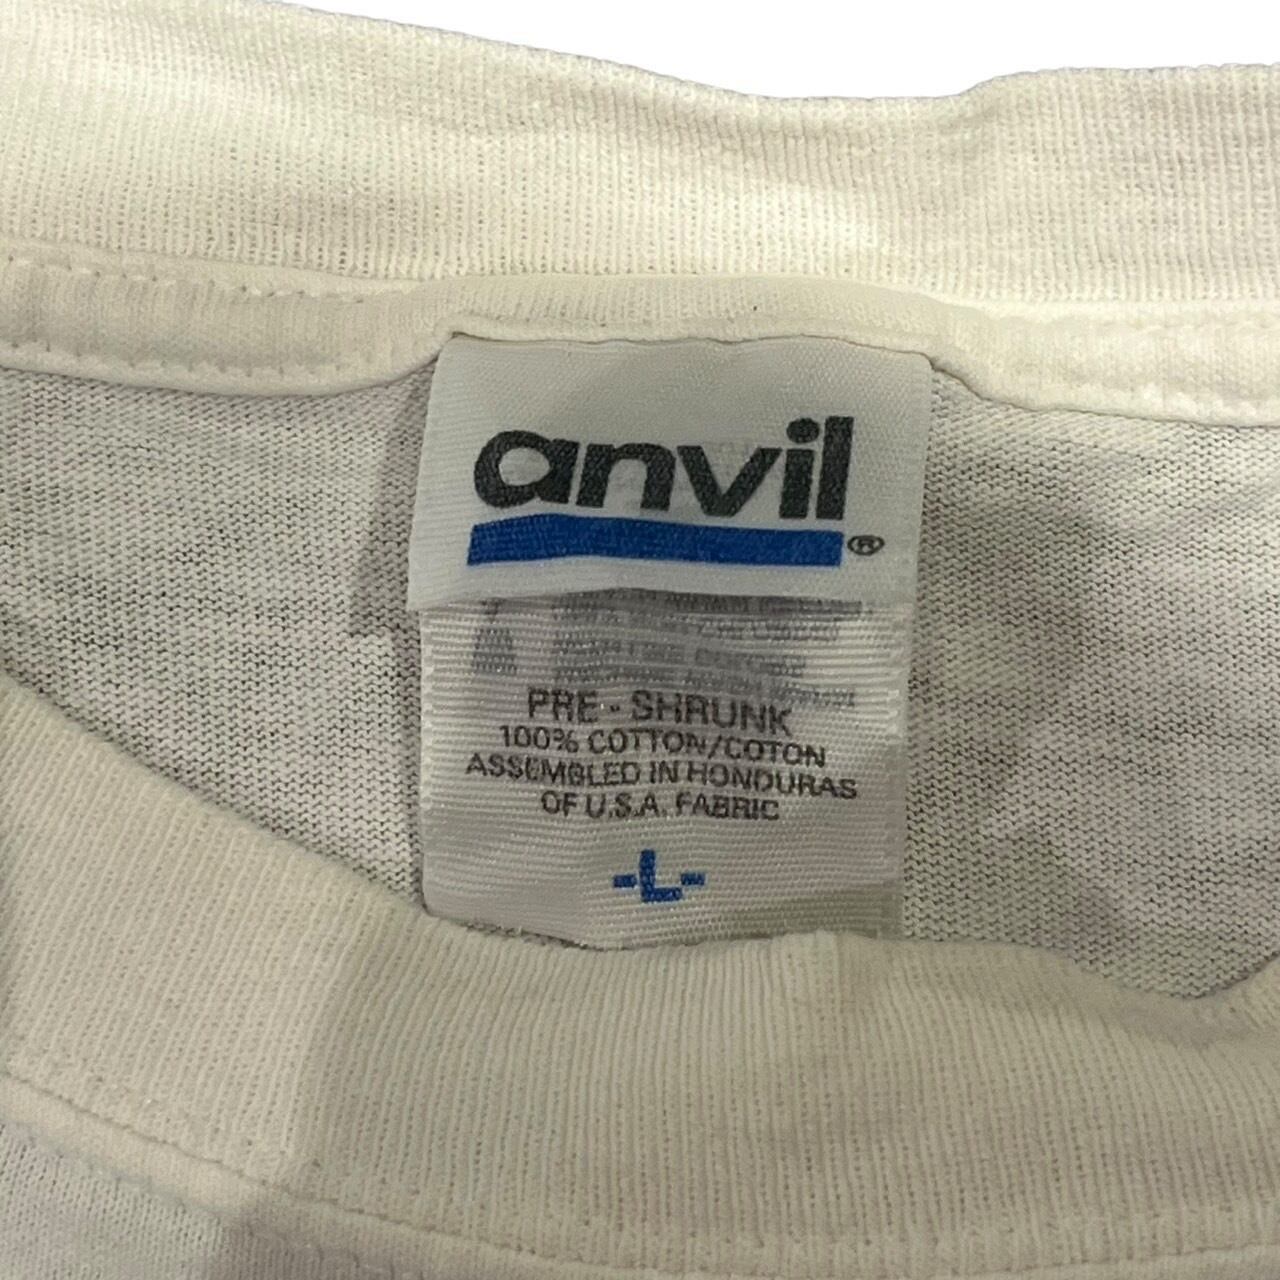 anvil®
PRE - SHRUNK
100% COTTON/COTON
ASSEMBLED IN HONDURAS
OF U.S.A. FABRIC
-L-